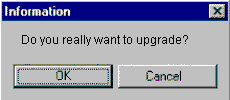 Information
Do you really want to upgrade?
OK
Cancel